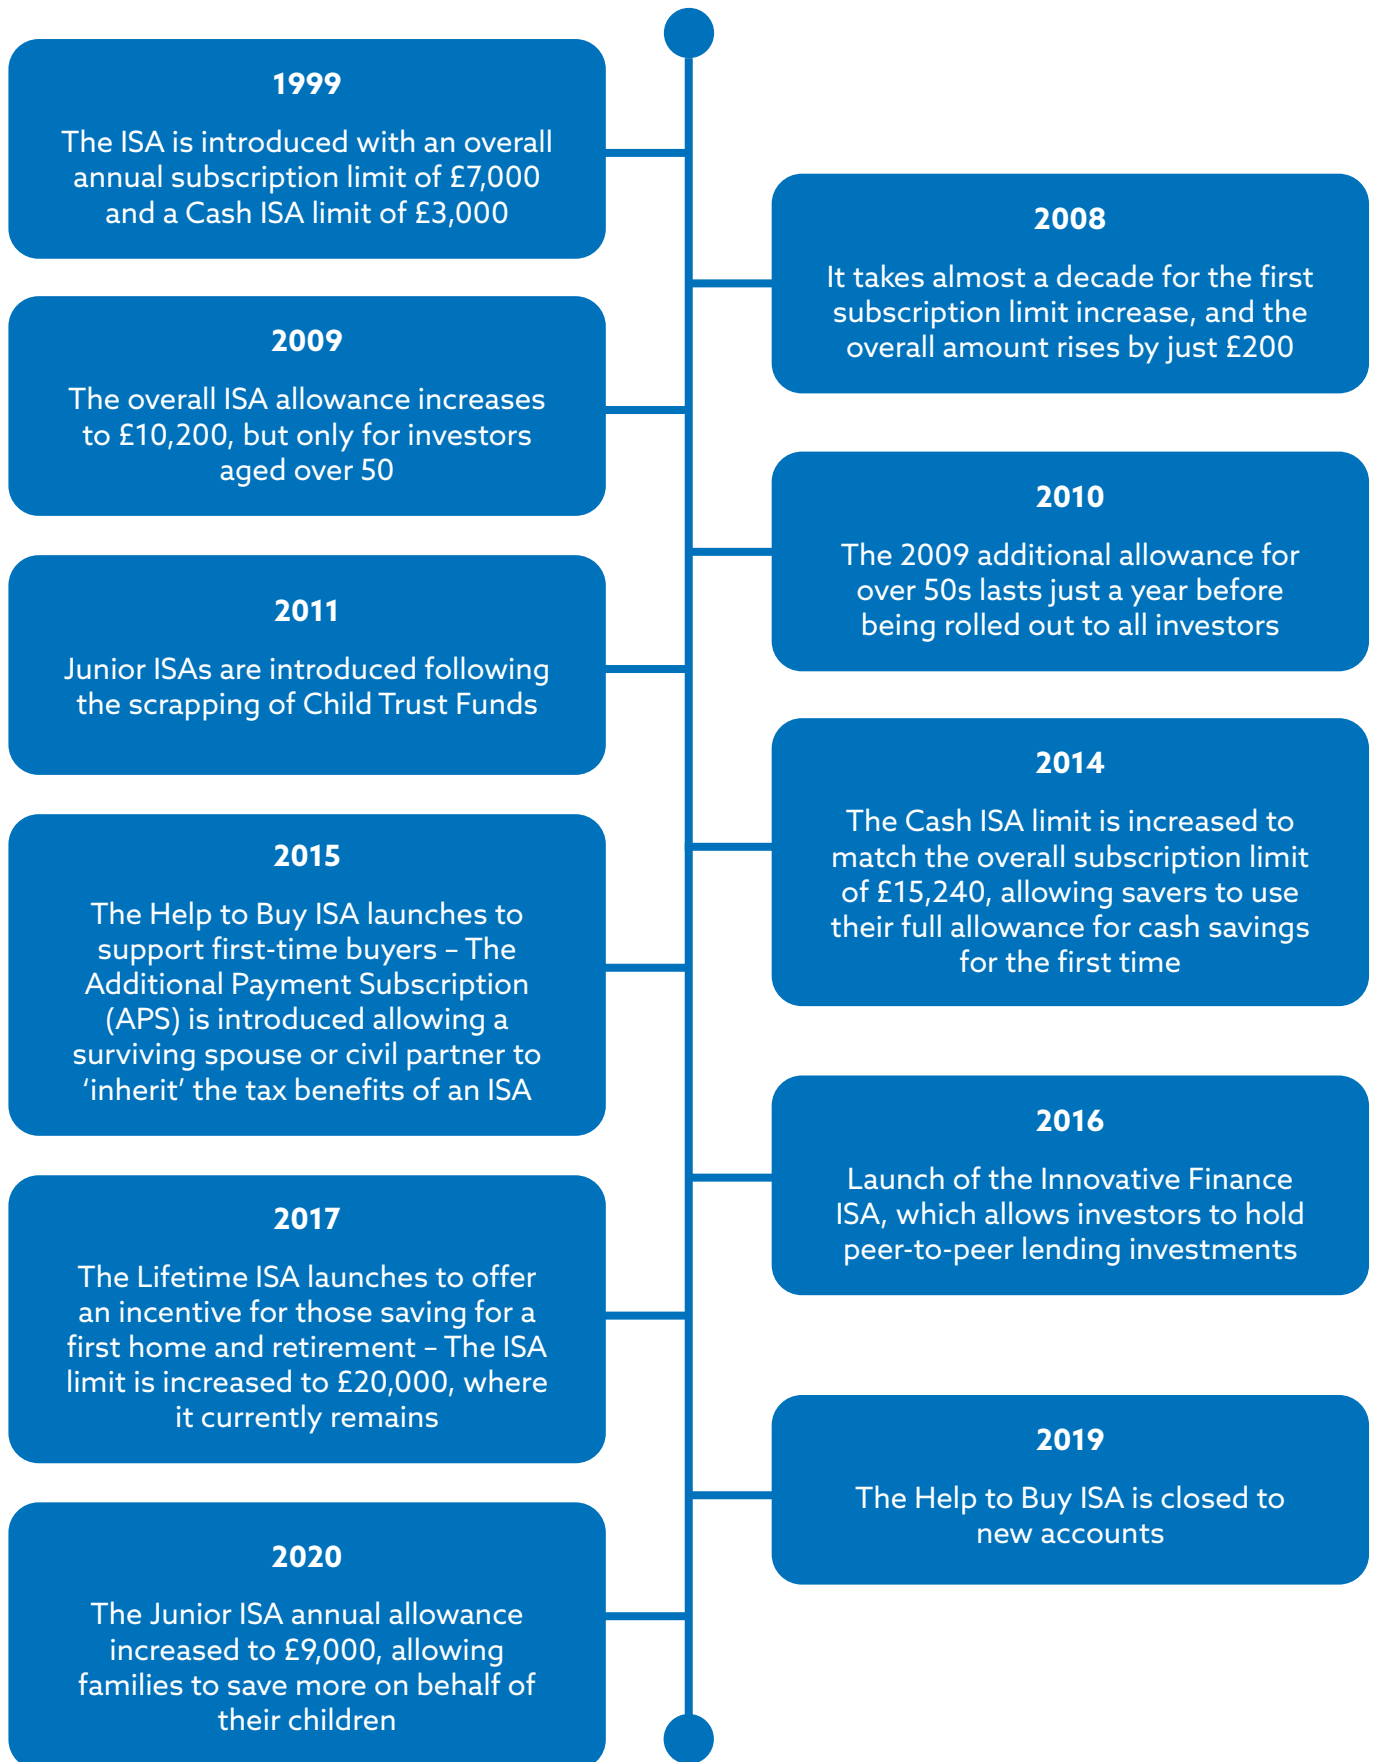 1999
The ISA is introduced with an overall
annual subscription limit of £7,000
and a Cash ISA limit of £3,000
2008
It takes almost a decade for the first
subscription limit increase, and the
overall amount rises by just £200
2009
The overall ISA allowance increases
to £10,200, but only for investors
aged over 50
2010
The 2009 additional allowance for
over 50s lasts just a year before
being rolled out to all investors
2011
Junior ISAs are introduced following
the scrapping of Child Trust Funds
2014
The Cash ISA limit is increased to
match the overall subscription limit
of £15,240, allowing savers to use
their full allowance for cash savings
for the first time
2015
The Help to Buy ISA launches to
support first-time buyers – The
Additional Payment Subscription
(APS) is introduced allowing a
surviving spouse or civil partner to
‘inherit’ the tax benefits of an ISA
2016
Launch of the Innovative Finance
ISA, which allows investors to hold
peer-to-peer lending investments
2017
The Lifetime ISA launches to offer
an incentive for those saving for a
first home and retirement – The ISA
limit is increased to £20,000, where
it currently remains
2019
The Help to Buy ISA is closed to
new accounts
2020
The Junior ISA annual allowance
increased to £9,000, allowing
families to save more on behalf of
their children